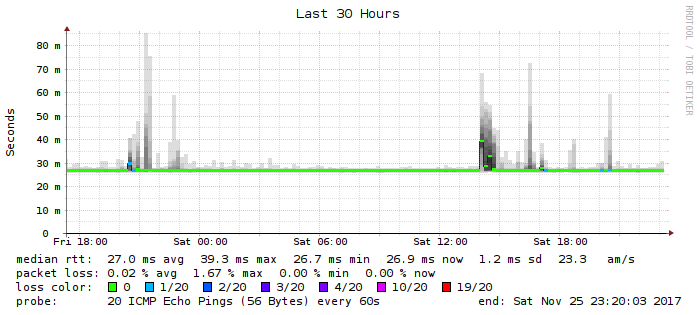 Last 30 Hours
RRDTOOL / TOBI OETIKER
Seconds
80 m
70 m
60 m
50 m
40 m
30 m
20 m
10 m
0
Fri 18:00 Sat 00:00 Sat 06:00 Sat 12:00 Sat 18:00
median rtt: 27.0 ms avg 39.3 ms max 26.7 ms min 26.9 ms now 1.2 ms sd 23.3 am/s
packet loss: 0.02 % avg 1.67 % max 0.00 % min 0.00 % now
loss color: 0 1/20 2/20 3/20 4/20 10/20 19/20
probe: 20 ICMP Echo Pings (56 Bytes) every 60s end: Sat Nov 25 23:20:03 2017